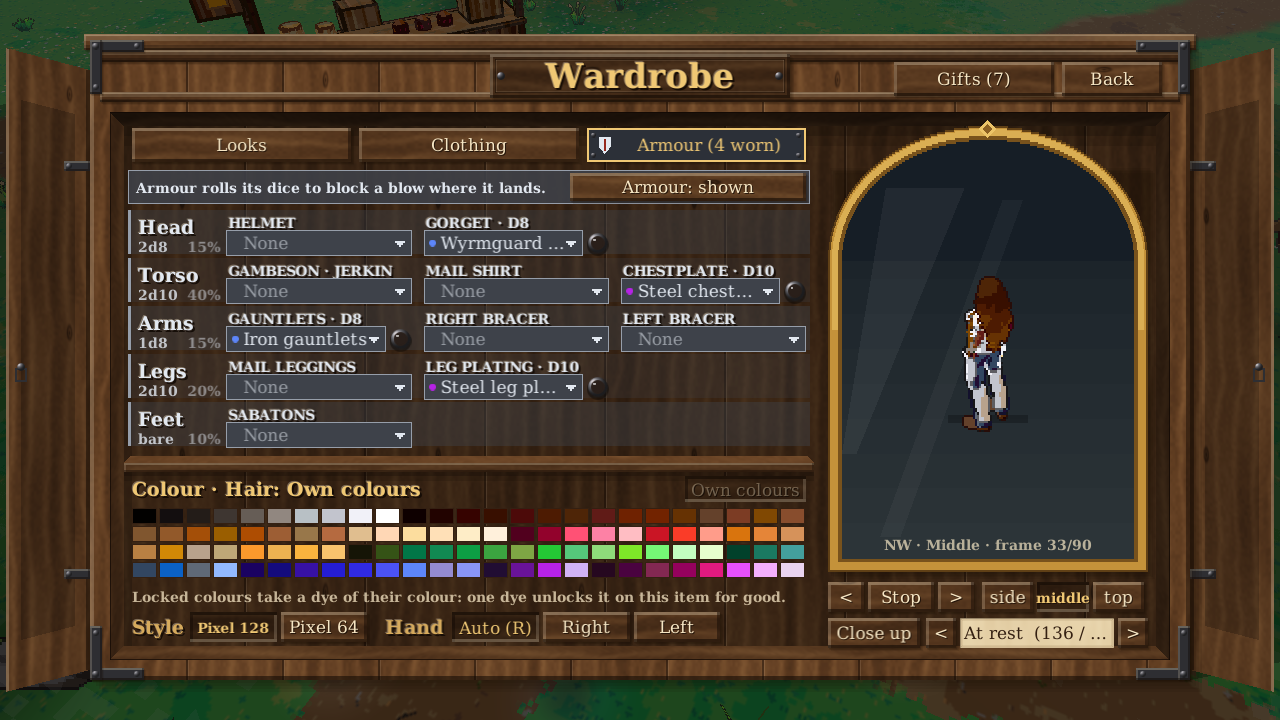 Wardrobe
Gifts (7)
Back
Looks
Clothing
Armour (4 worn)
Armour rolls its dice to block a blow where it lands.
Armour: shown
Head
2d8 15%
HELMET
None
GORGET · D8
Wyrmguard ...
Torso
2d10 40%
GAMBESON · JERKIN
None
MAIL SHIRT
None
CHESTPLATE · D10
Steel chest...
Arms
1d8 15%
GAUNTLETS · D8
Iron gauntlets
RIGHT BRACER
None
LEFT BRACER
None
Legs
2d10 20%
MAIL LEGGINGS
None
LEG PLATING · D10
Steel leg pl...
Feet
bare 10%
SABATONS
None
Colour · Hair: Own colours
Own colours
Locked colours take a dye of their colour: one dye unlocks it on this item for good.
Style
Pixel 128
Pixel 64
Hand
Auto (R)
Right
Left
NW · Middle · frame 33/90
<
Stop
>
side
middle
top
Close up
<
At rest (136 / ...
>